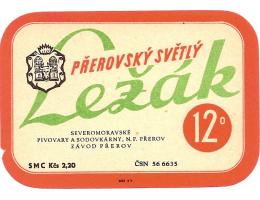 PŘEROVSKÝ SVĚTLÝ
Ležák
12°
SEVEROMORAVSKÉ
PIVOVARY A SODOVKÁRNY, N. P. PŘEROV
ZÁVOD PŘEROV
SMC Kčs 2,20 ČSN 56 6635